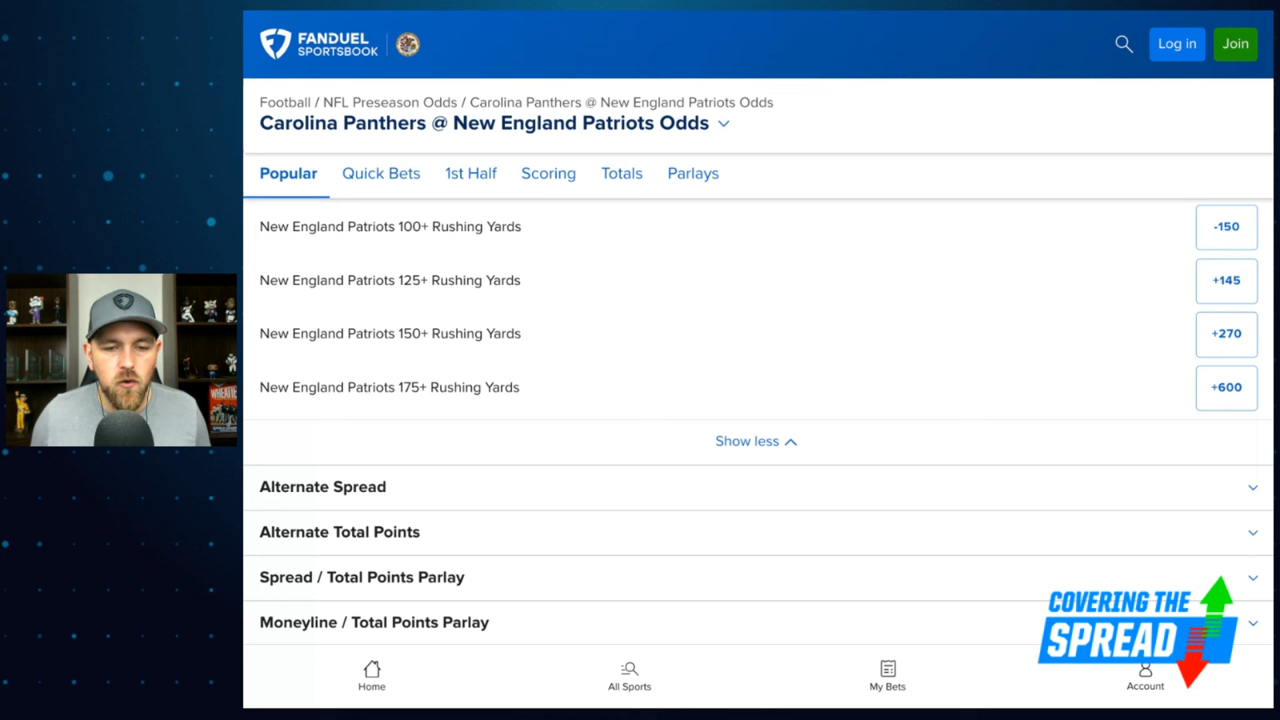 FANDUEL
SPORTSBOOK
Log in
Join
Football / NFL Preseason Odds / Carolina Panthers @ New England Patriots Odds
Carolina Panthers @ New England Patriots Odds
Popular
Quick Bets
1st Half
Scoring
Totals
Parlays
New England Patriots 100+ Rushing Yards
-150
New England Patriots 125+ Rushing Yards
+145
New England Patriots 150+ Rushing Yards
+270
New England Patriots 175+ Rushing Yards
+600
Show less
Alternate Spread
Alternate Total Points
Spread / Total Points Parlay
Moneyline / Total Points Parlay
COVERING THE
SPREAD
Home
All Sports
My Bets
Account
WHEATIES